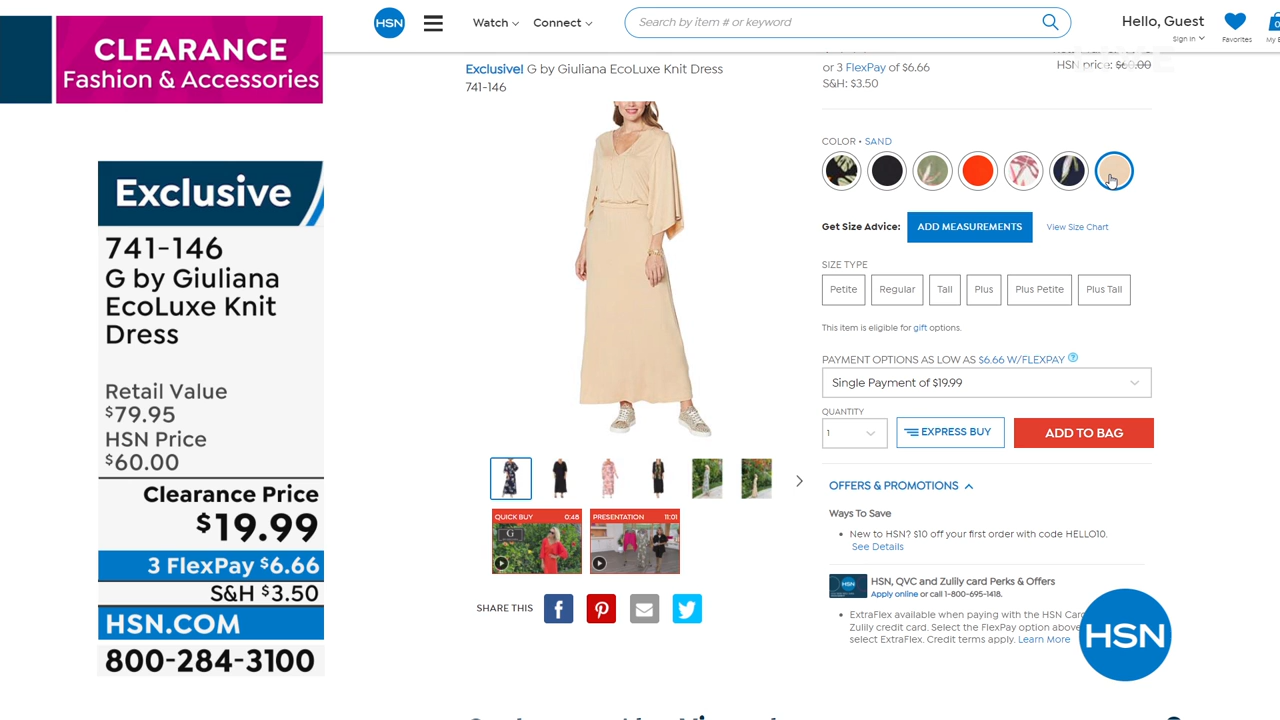 CLEARANCE
Fashion & Accessories
Exclusive
741-146
G by Giuliana
EcoLuxe Knit
Dress
Retail Value
$79.95
HSN Price
$60.00
Clearance Price
$19.99
3 FlexPay $6.66
S&H $3.50
HSN.COM
800-284-3100
HSN
Watch
Connect
Search by item # or keyword
Hello, Guest
Sign In
Favorites
Exclusive! G by Giuliana EcoLuxe Knit Dress
741-146
or 3 FlexPay of $6.66
S&H: $3.50
HSN price: $60.00
COLOR • SAND
Get Size Advice:
ADD MEASUREMENTS
View Size Chart
SIZE TYPE
Petite
Regular
Tall
Plus
Plus Petite
Plus Tall
This item is eligible for gift options.
PAYMENT OPTIONS AS LOW AS $6.66 W/FLEXPAY
Single Payment of $19.99
QUANTITY
1
EXPRESS BUY
ADD TO BAG
QUICK BUY 0:48
G
PRESENTATION 11:01
SHARE THIS
OFFERS & PROMOTIONS
Ways To Save
New to HSN? $10 off your first order with code HELLO10.
See Details
HSN, QVC and Zulily card Perks & Offers
Apply online or call 1-800-695-1418.
ExtraFlex available when paying with the HSN
Zulily credit card. Select the FlexPay option above
select ExtraFlex. Credit terms apply. Learn More
HSN